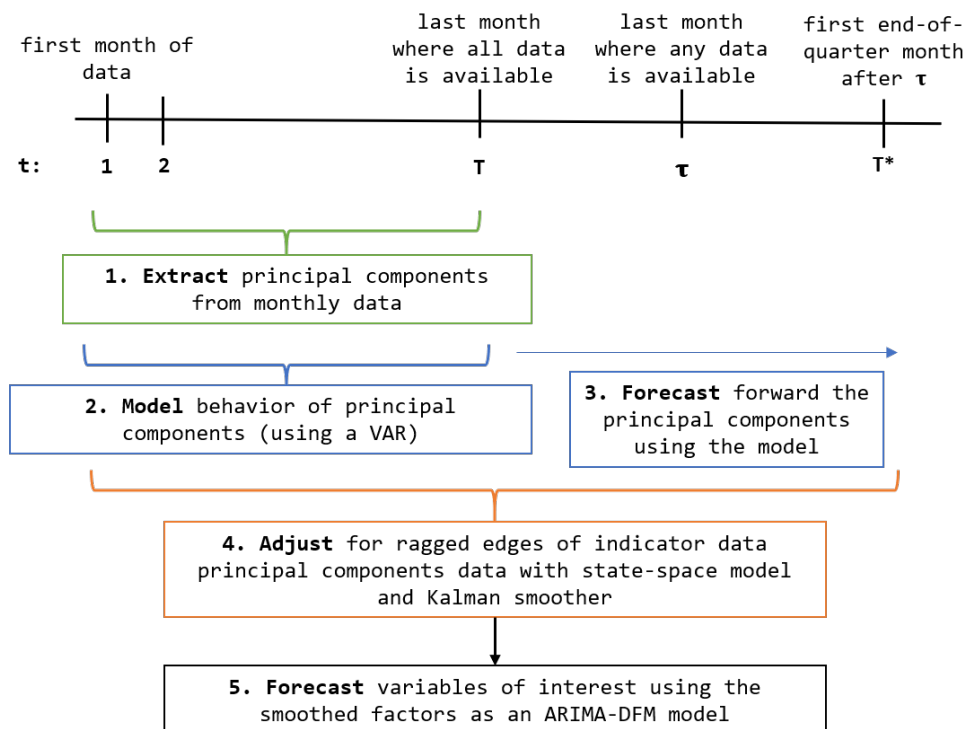 first month of
data
last month
where all data
is available
last month
where any data
is available
first end-of-
quarter month
after τ
t: 1 2 T τ T*
1. Extract principal components
from monthly data
2. Model behavior of principal
components (using a VAR)
3. Forecast forward the
principal components
using the model
4. Adjust for ragged edges of indicator data
principal components data with state-space model
and Kalman smoother
5. Forecast variables of interest using the
smoothed factors as an ARIMA-DFM model